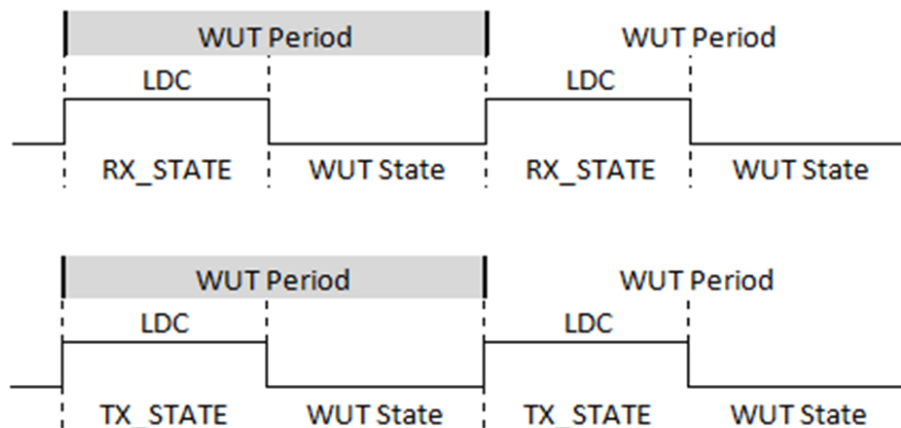 WUT Period WUT Period
LDC LDC
RX_STATE WUT State RX_STATE WUT State
WUT Period WUT Period
LDC LDC
TX_STATE WUT State TX_STATE WUT State